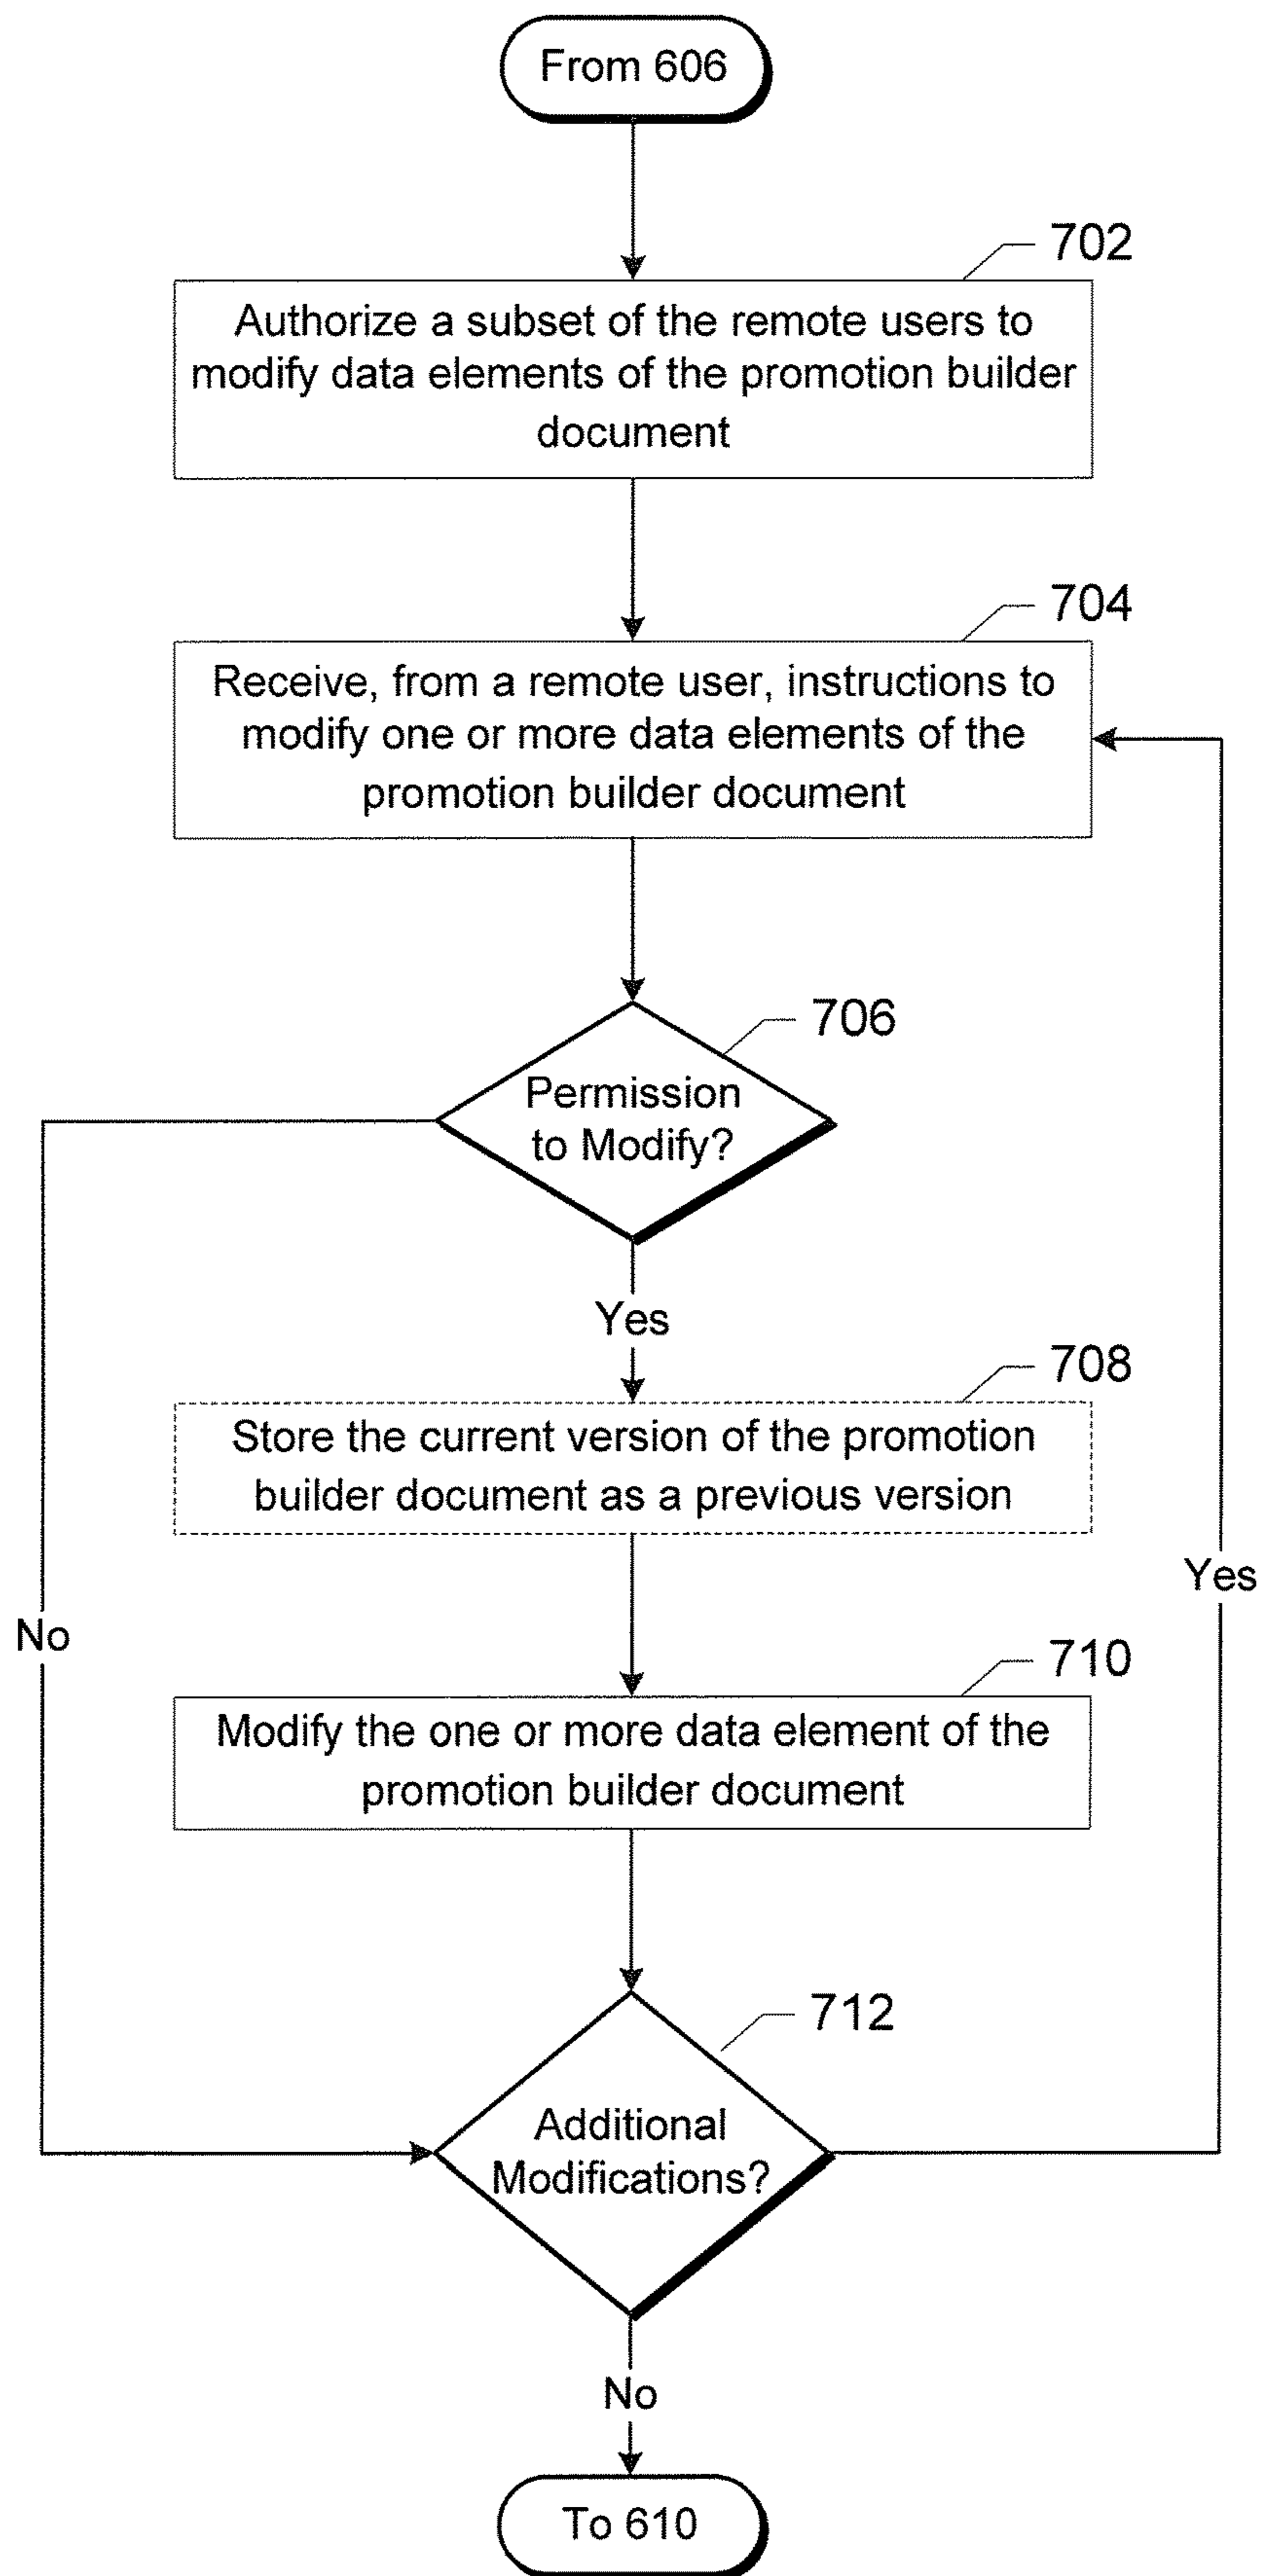 From 606
702
Authorize a subset of the remote users to
modify data elements of the promotion builder
document
704
Receive, from a remote user, instructions to
modify one or more data elements of the
promotion builder document
706
Permission
to Modify?
Yes
708
Store the current version of the promotion
builder document as a previous version
Yes
No
710
Modify the one or more data element of the
promotion builder document
712
Additional
Modifications?
No
To 610